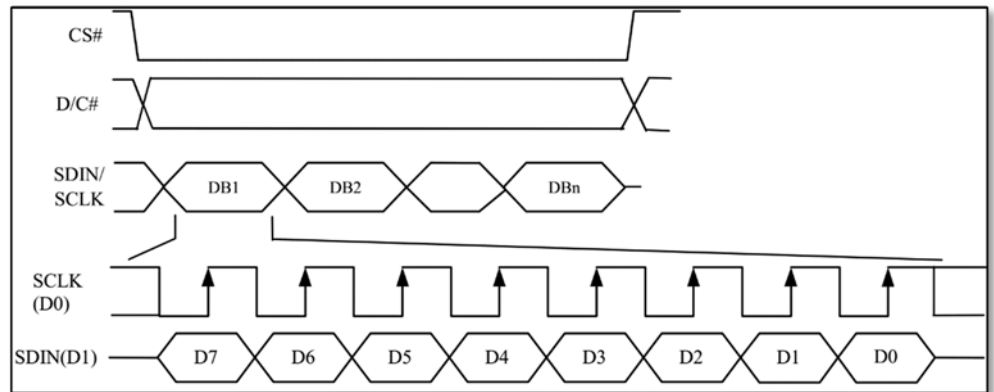 CS#
D/C#
SDIN/
SCLK
DB1 DB2 DBn
SCLK
(D0)
SDIN(D1) D7 D6 D5 D4 D3 D2 D1 D0